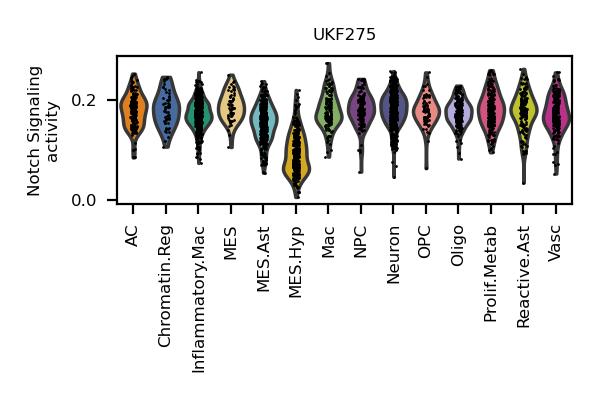 UKF275
Notch Signaling
activity
0.2
0.0
AC
Chromatin.Reg
Inflammatory.Mac
MES
MES.Ast
MES.Hyp
Mac
NPC
Neuron
OPC
Oligo
Prolif.Metab
Reactive.Ast
Vasc